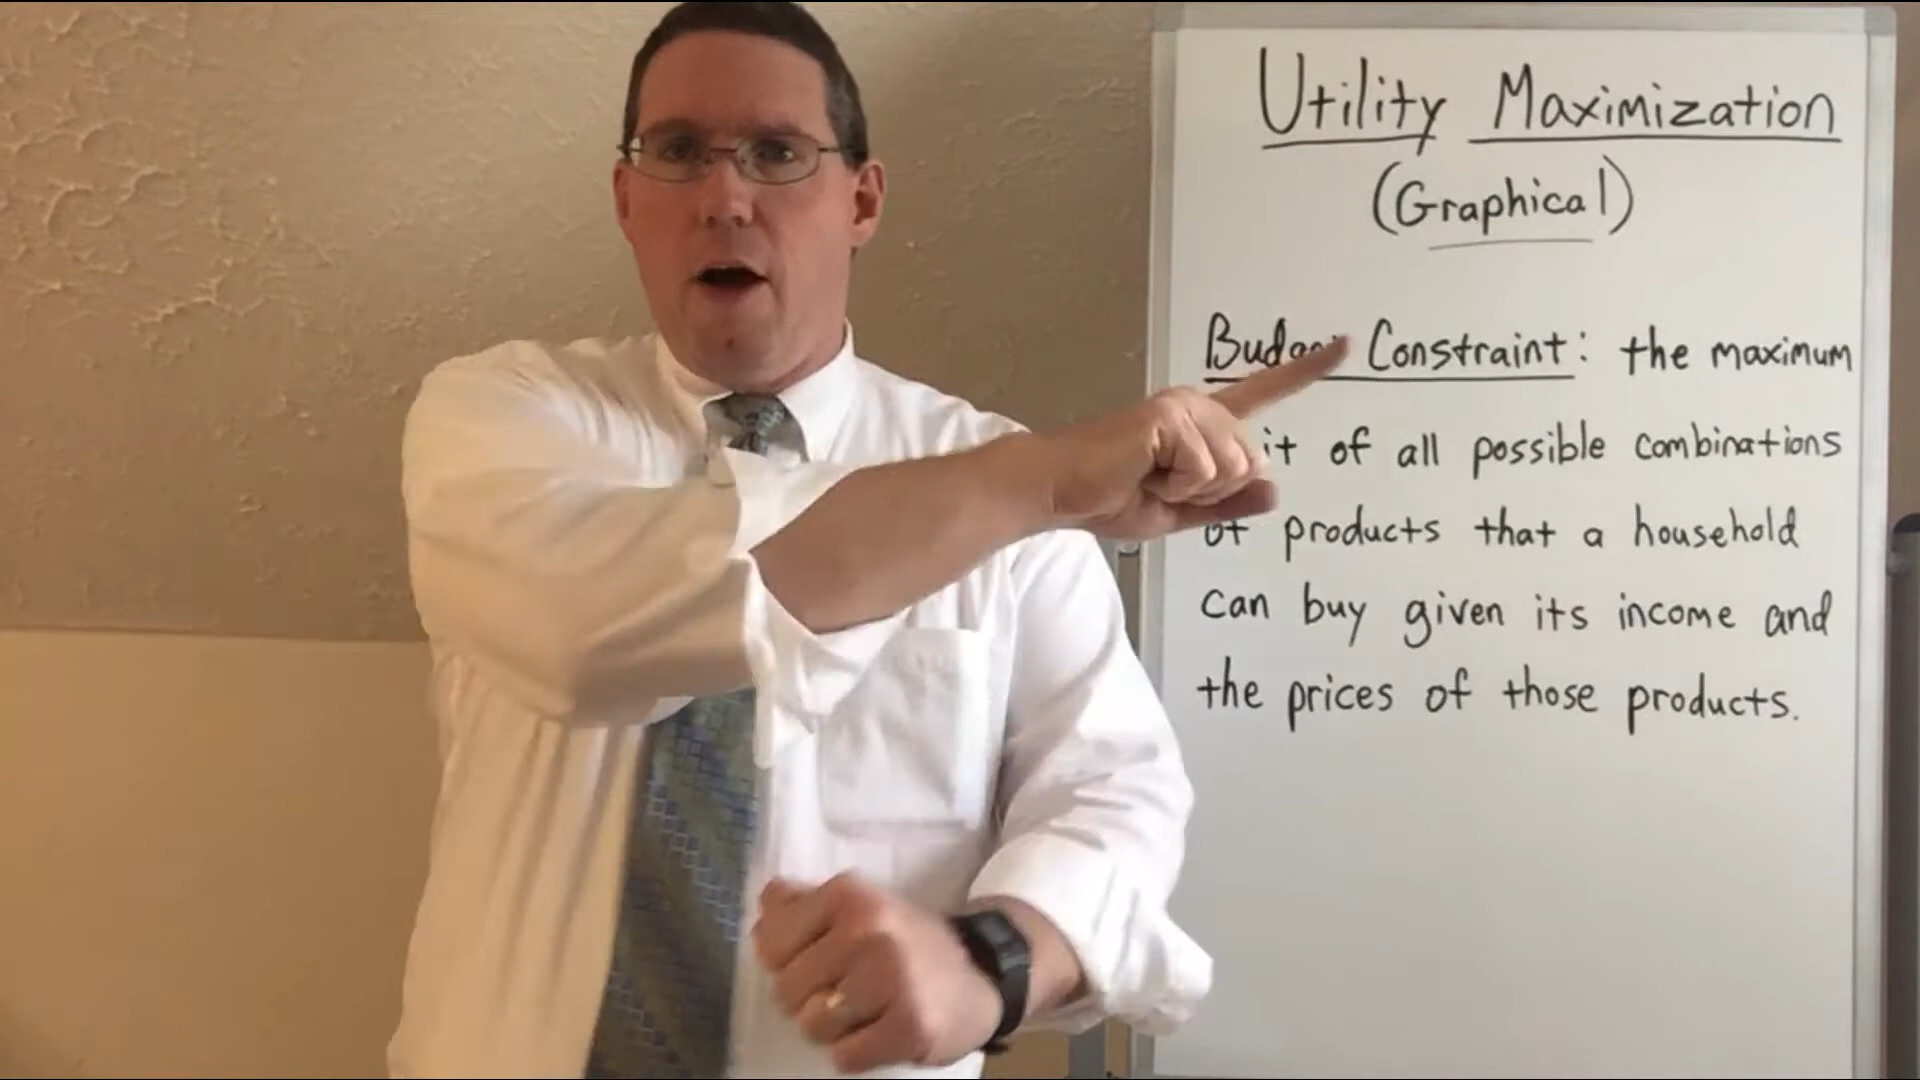 Utility Maximization
(Graphical)
Constraint: the maximum
of all possible combinations
of products that a household
can buy given its income and
the prices of those products.